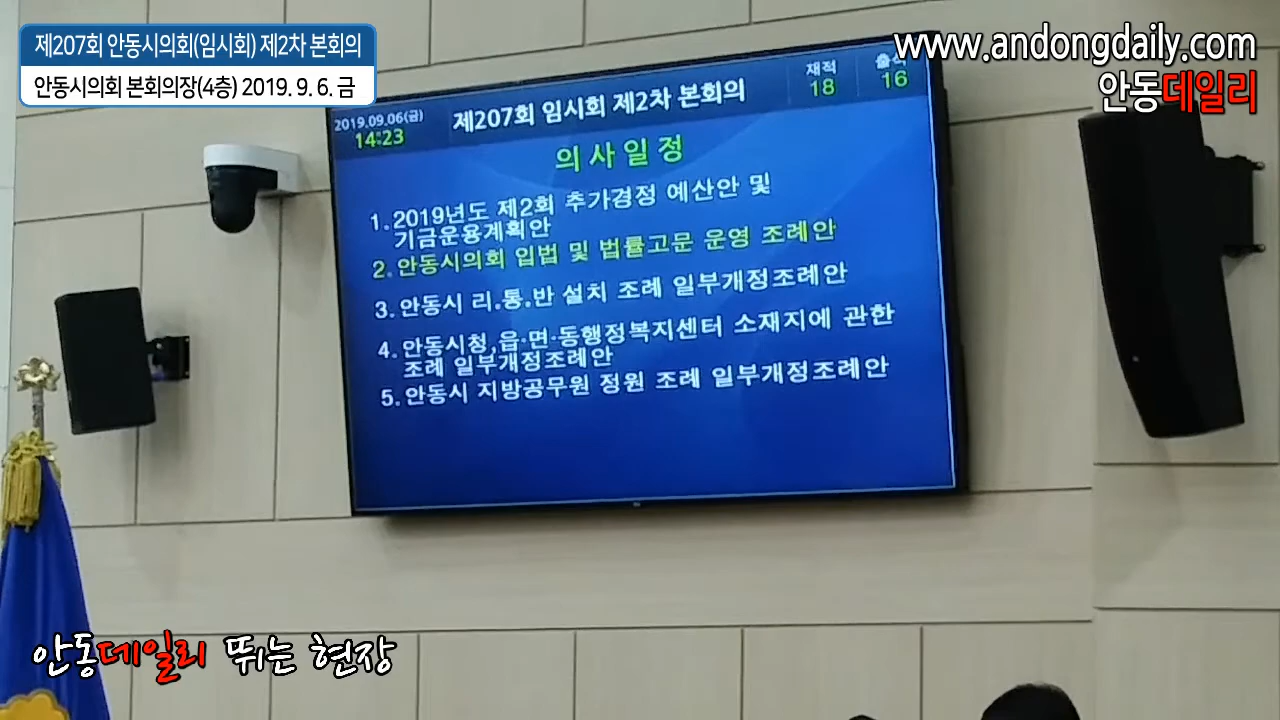 제207회 안동시의회(임시회) 제2차 본회의
안동시의회 본회의장(4층) 2019. 9. 6. 금
www.andongdaily.com
안동데일리
2019.09.06(금)
14:23
제207회 임시회 제2차 본회의
재적
18
출석
16
의사일정
1. 2019년도 제2회 추가경정 예산안 및
기금운용계획안
2. 안동시의회 입법 및 법률고문 운영 조례안
3. 안동시 리.통.반 설치 조례 일부개정조례안
4. 안동시청,읍·면·동행정복지센터 소재지에 관한
조례 일부개정조례안
5. 안동시 지방공무원 정원 조례 일부개정조례안
안동데일리 뛰는 현장